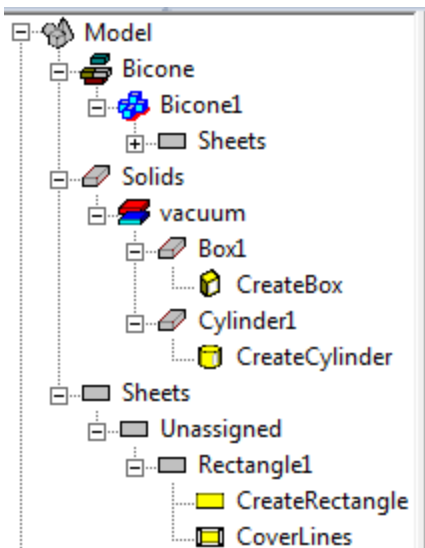 Model
Bicone
Bicone1
Sheets
Solids
vacuum
Box1
CreateBox
Cylinder1
CreateCylinder
Sheets
Unassigned
Rectangle1
CreateRectangle
CoverLines